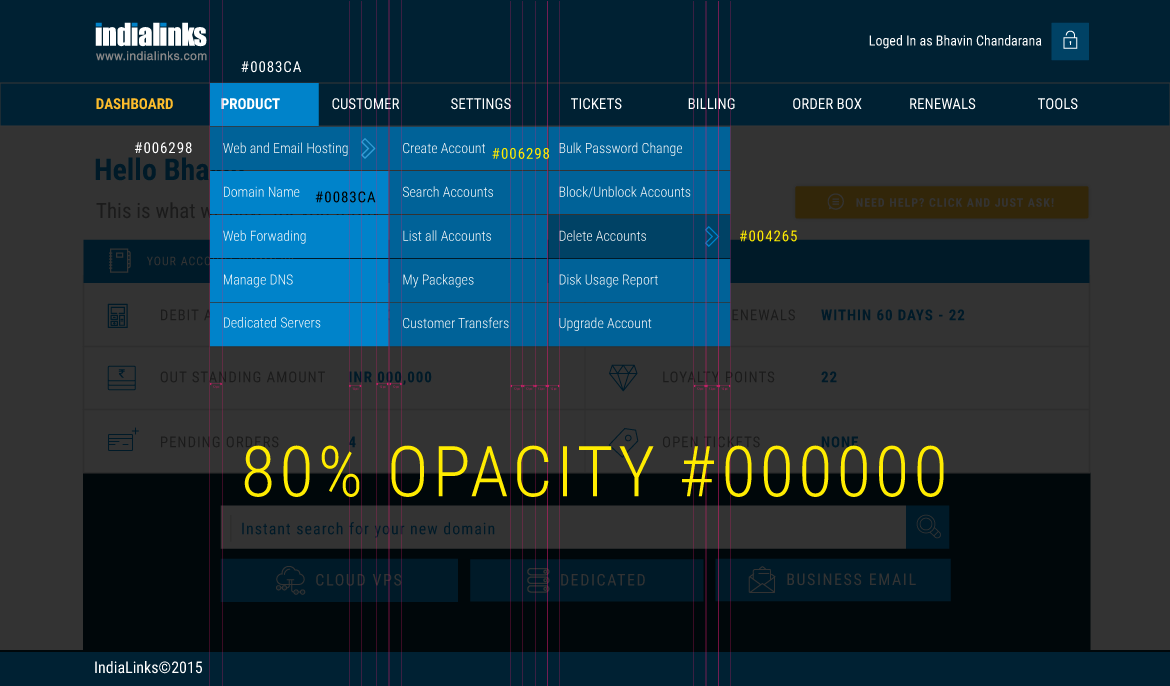 indialinks
www.indialinks.com
Loged In as Bhavin Chandarana
#0083CA
DASHBOARD PRODUCT CUSTOMER SETTINGS TICKETS BILLING ORDER BOX RENEWALS TOOLS
#006298
Web and Email Hosting Create Account #006298 Bulk Password Change
Hello Bha
Domain Name #0083CA Search Accounts Block/Unblock Accounts
This is what w
NEED HELP? CLICK AND JUST ASK!
Web Forwading List all Accounts Delete Accounts #004265
YOUR ACCO
Manage DNS My Packages Disk Usage Report
DEBIT A
ENEWALS WITHIN 60 DAYS - 22
Dedicated Servers Customer Transfers Upgrade Account
OUT STANDING AMOUNT INR 000,000 LOYALTY POINTS 22
PENDING ORDERS 4 OPEN TICKETS NONE
80% OPACITY #000000
Instant search for your new domain
CLOUD VPS DEDICATED BUSINESS EMAIL
IndiaLinks©2015